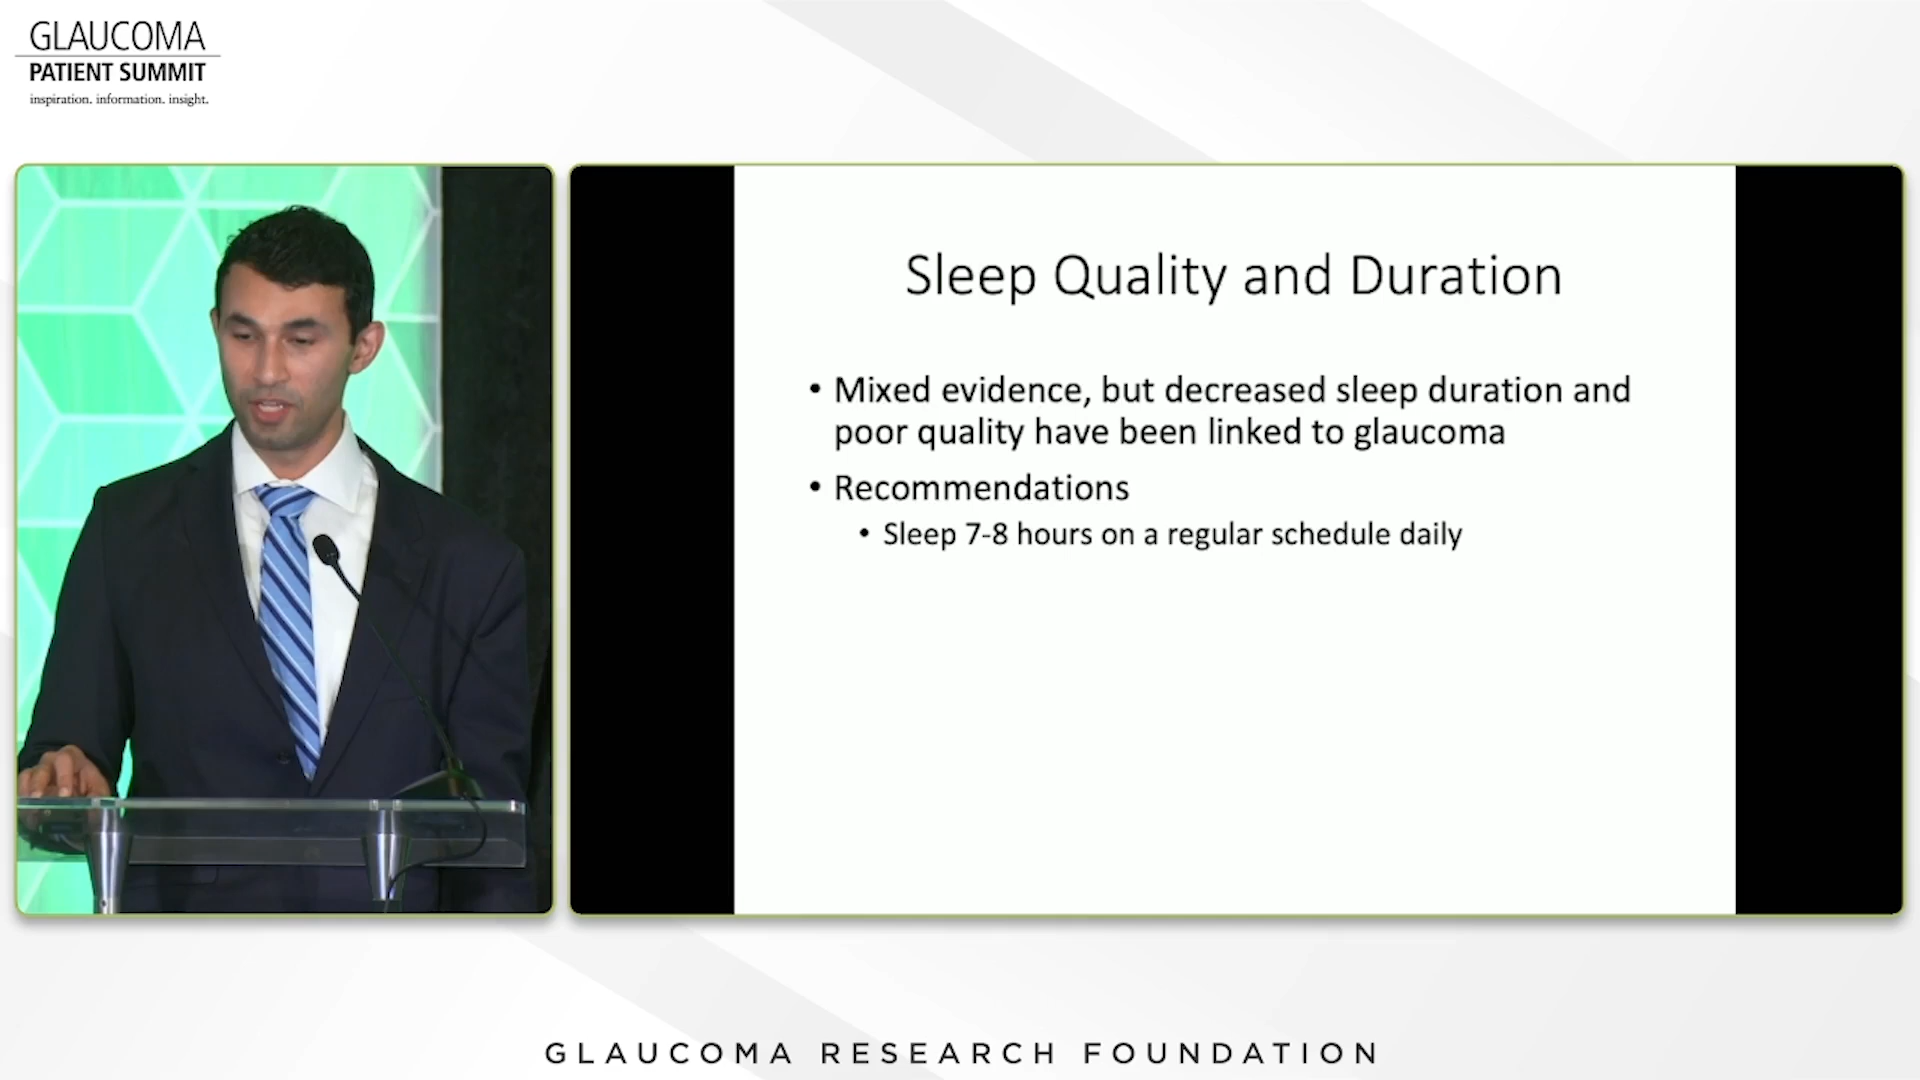 GLAUCOMA
PATIENT SUMMIT
inspiration. information. insight.
Sleep Quality and Duration
• Mixed evidence, but decreased sleep duration and
poor quality have been linked to glaucoma
• Recommendations
• Sleep 7-8 hours on a regular schedule daily
GLAUCOMA RESEARCH FOUNDATION